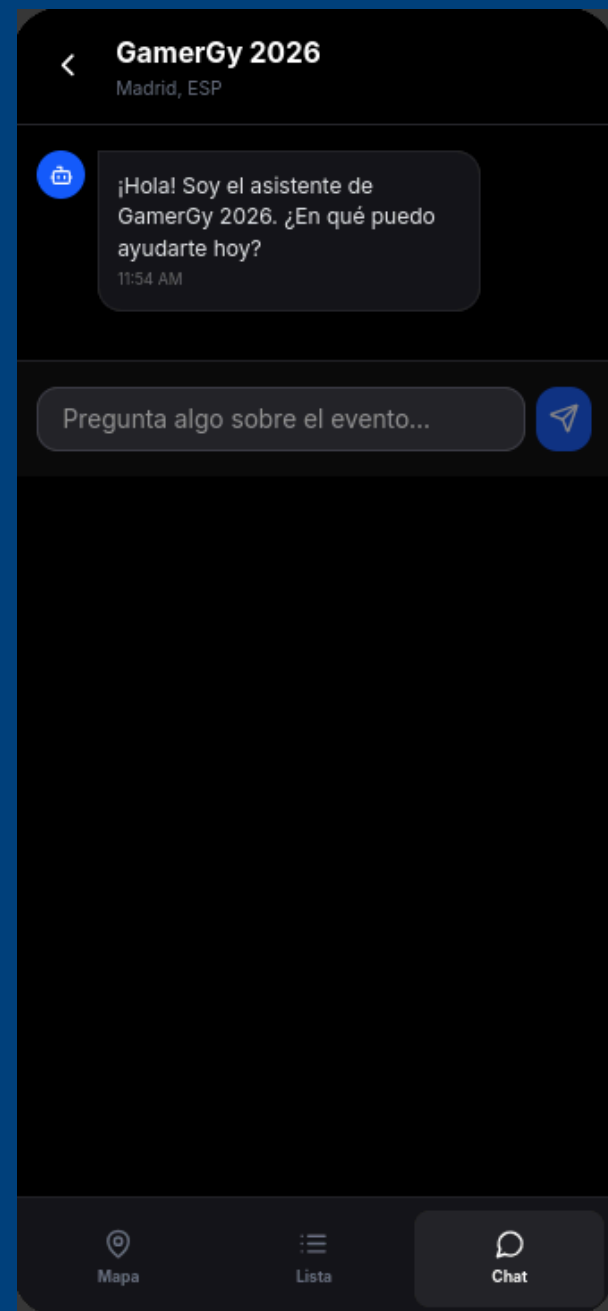 GamerGy 2026
Madrid, ESP
¡Hola! Soy el asistente de
GamerGy 2026. ¿En qué puedo
ayudarte hoy?
11:54 AM
Pregunta algo sobre el evento...
Mapa
Lista
Chat